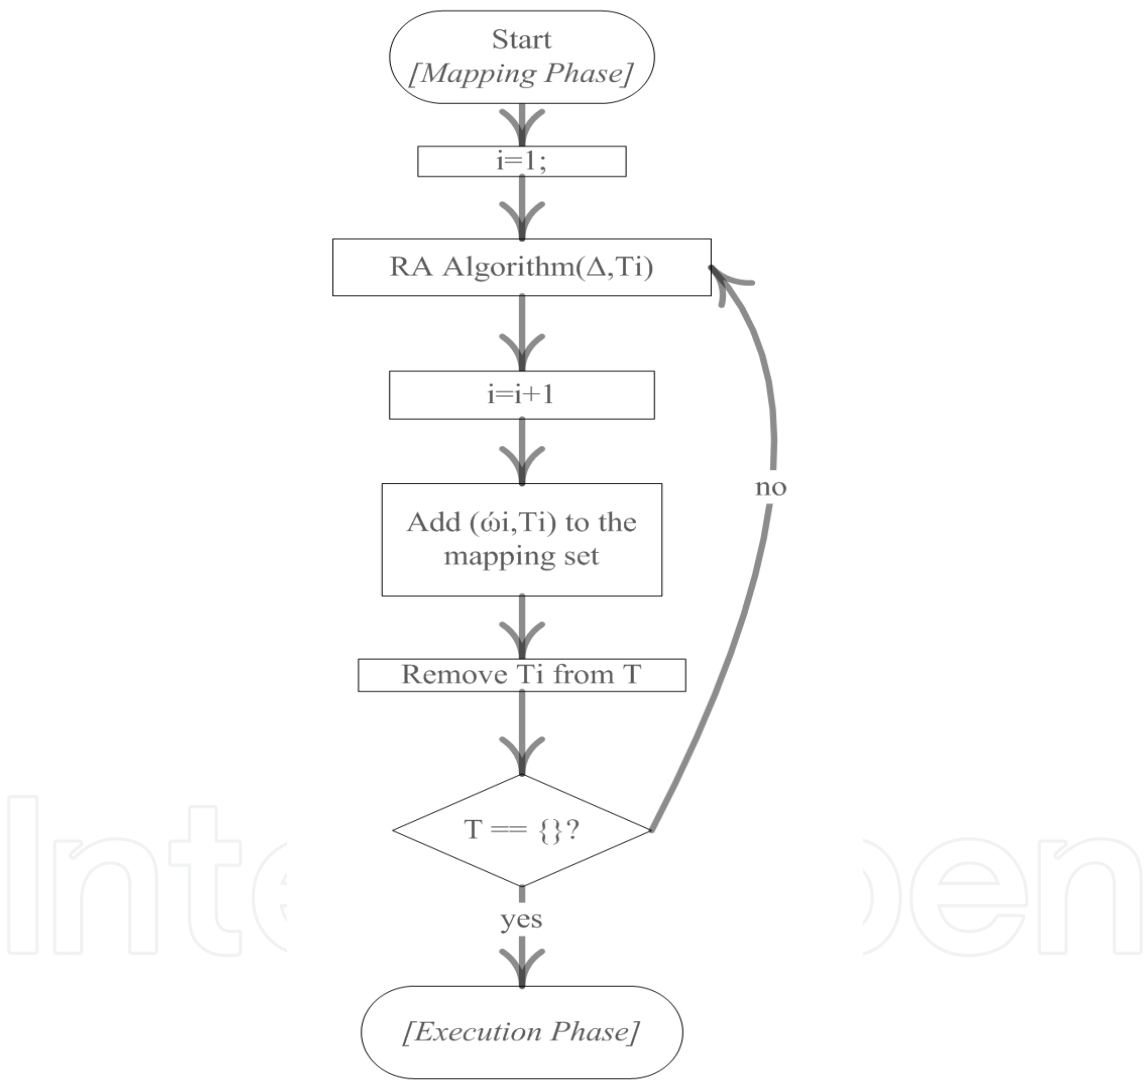 Start
[Mapping Phase]
i=1;
RA Algorithm(Δ,Ti)
i=i+1
Add (ώi,Ti) to the
mapping set
Remove Ti from T
T == {}?
no
yes
[Execution Phase]